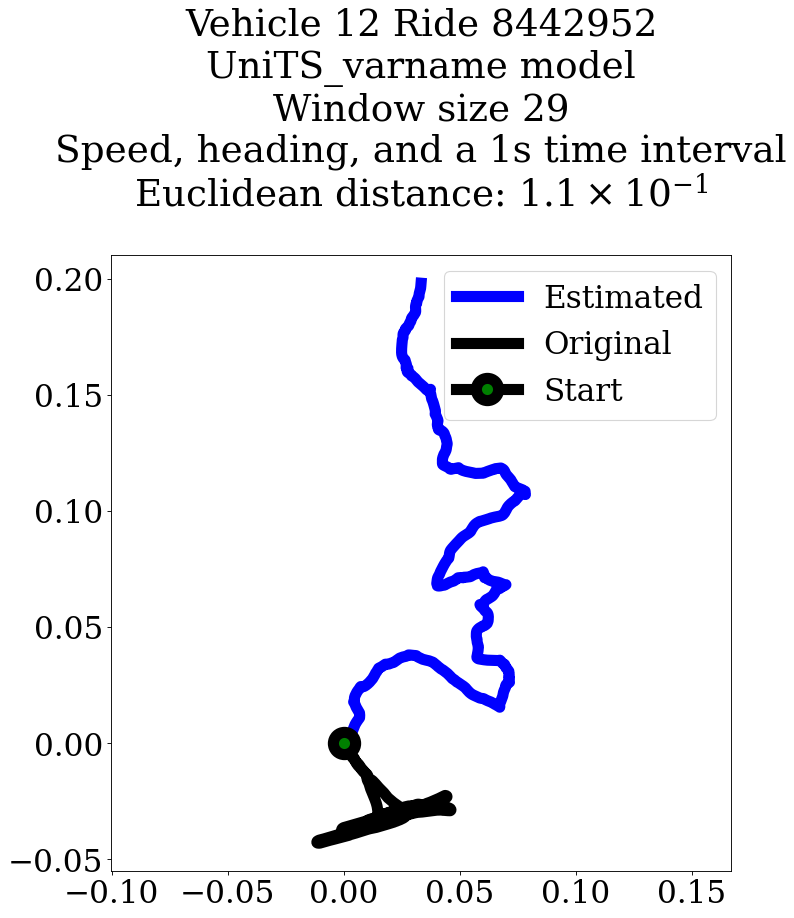 Vehicle 12 Ride 8442952
UniTS_varname model
Window size 29
Speed, heading, and a 1s time interval
Euclidean distance: 1.1 × 10⁻¹
Estimated
Original
Start
0.20
0.15
0.10
0.05
0.00
−0.05
−0.10 −0.05 0.00 0.05 0.10 0.15